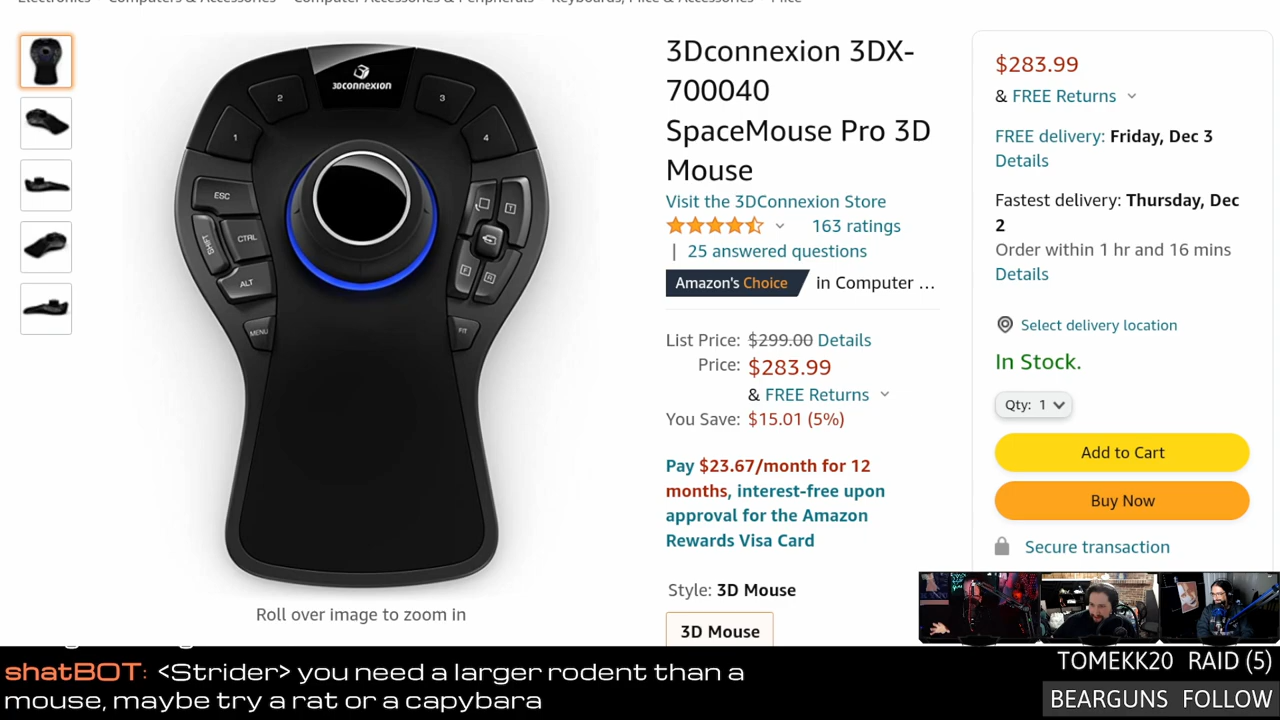 Electronics › Computers & Accessories › Computer Accessories & Peripherals › Keyboards, Mice & Accessories › Mice
3Dconnexion 3DX-
700040
SpaceMouse Pro 3D
Mouse
Visit the 3DConnexion Store
163 ratings
| 25 answered questions
Amazon's Choice in Computer …
List Price: $299.00 Details
Price: $283.99
& FREE Returns
You Save: $15.01 (5%)
Pay $23.67/month for 12
months, interest-free upon
approval for the Amazon
Rewards Visa Card
Style: 3D Mouse
3D Mouse
3Dconnexion
2
3
1
4
ESC
SHIFT
CTRL
ALT
MENU
T
F
R
FIT
Roll over image to zoom in
$283.99
& FREE Returns
FREE delivery: Friday, Dec 3
Details
Fastest delivery: Thursday, Dec
2
Order within 1 hr and 16 mins
Details
Select delivery location
In Stock.
Qty: 1
Add to Cart
Buy Now
Secure transaction
shatBOT: <Strider> you need a larger rodent than a
mouse, maybe try a rat or a capybara
TOMEKK20 RAID (5)
BEARGUNS FOLLOW